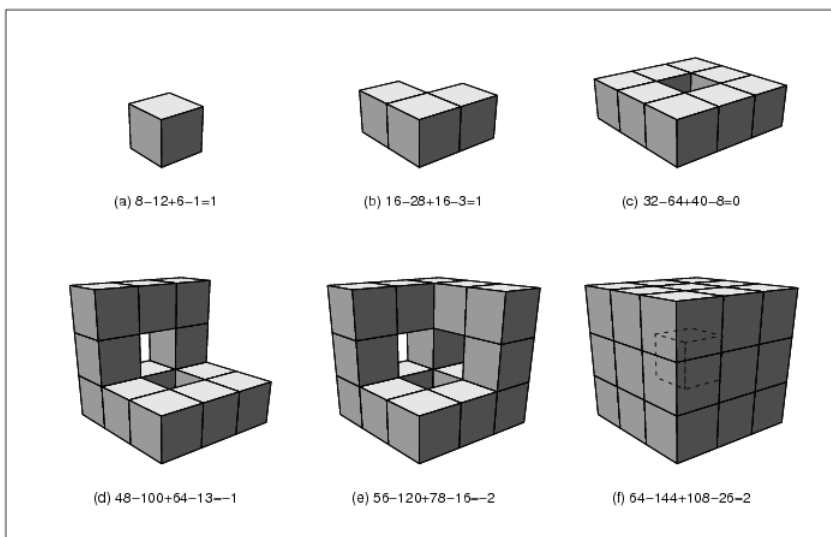 (a) 8−12+6−1=1
(b) 16−28+16−3=1
(c) 32−64+40−8=0
(d) 48−100+64−13=−1
(e) 56−120+78−16=−2
(f) 64−144+108−26=2